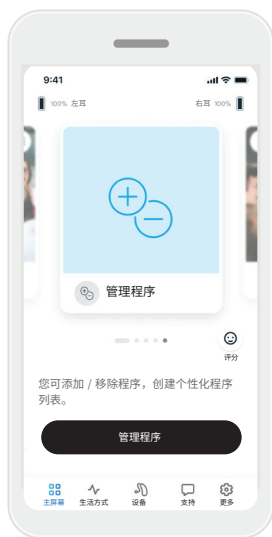 9:41
100% 左耳
右耳 100%
管理程序
评分
您可添加 / 移除程序，创建个性化程序
列表。
管理程序
主屏幕 生活方式 设备 支持 更多